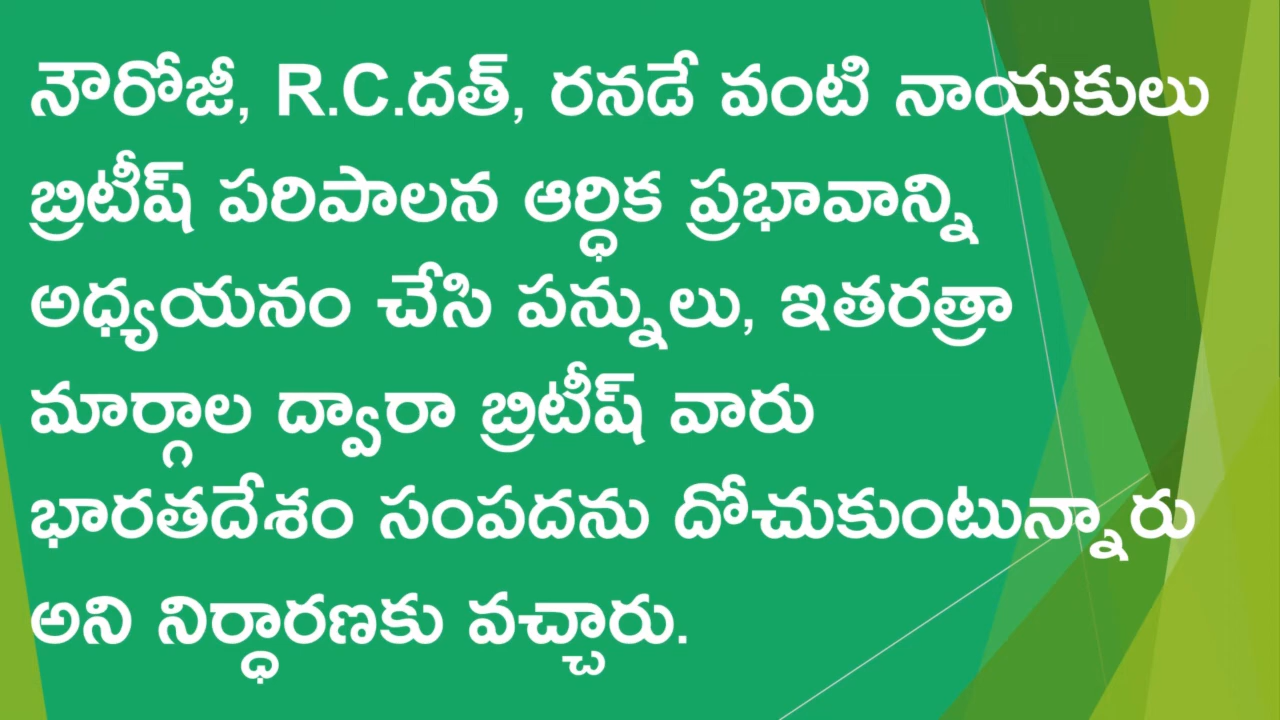 నౌరోజీ, R.C.దత్, రనడే వంటి నాయకులు
బ్రిటీష్ పరిపాలన ఆర్ధిక ప్రభావాన్ని
అధ్యయనం చేసి పన్నులు, ఇతరత్రా
మార్గాల ద్వారా బ్రిటీష్ వారు
భారతదేశం సంపదను దోచుకుంటున్నారు
అని నిర్ధారణకు వచ్చారు.